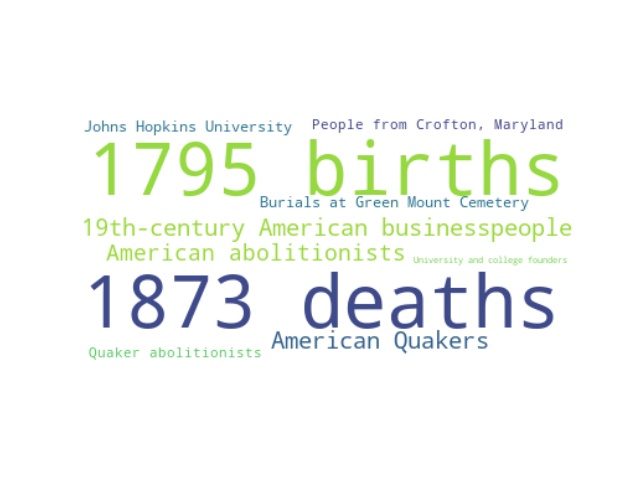 Johns Hopkins University
People from Crofton, Maryland
1795 births
Burials at Green Mount Cemetery
19th-century American businesspeople
American abolitionists
University and college founders
1873 deaths
American Quakers
Quaker abolitionists